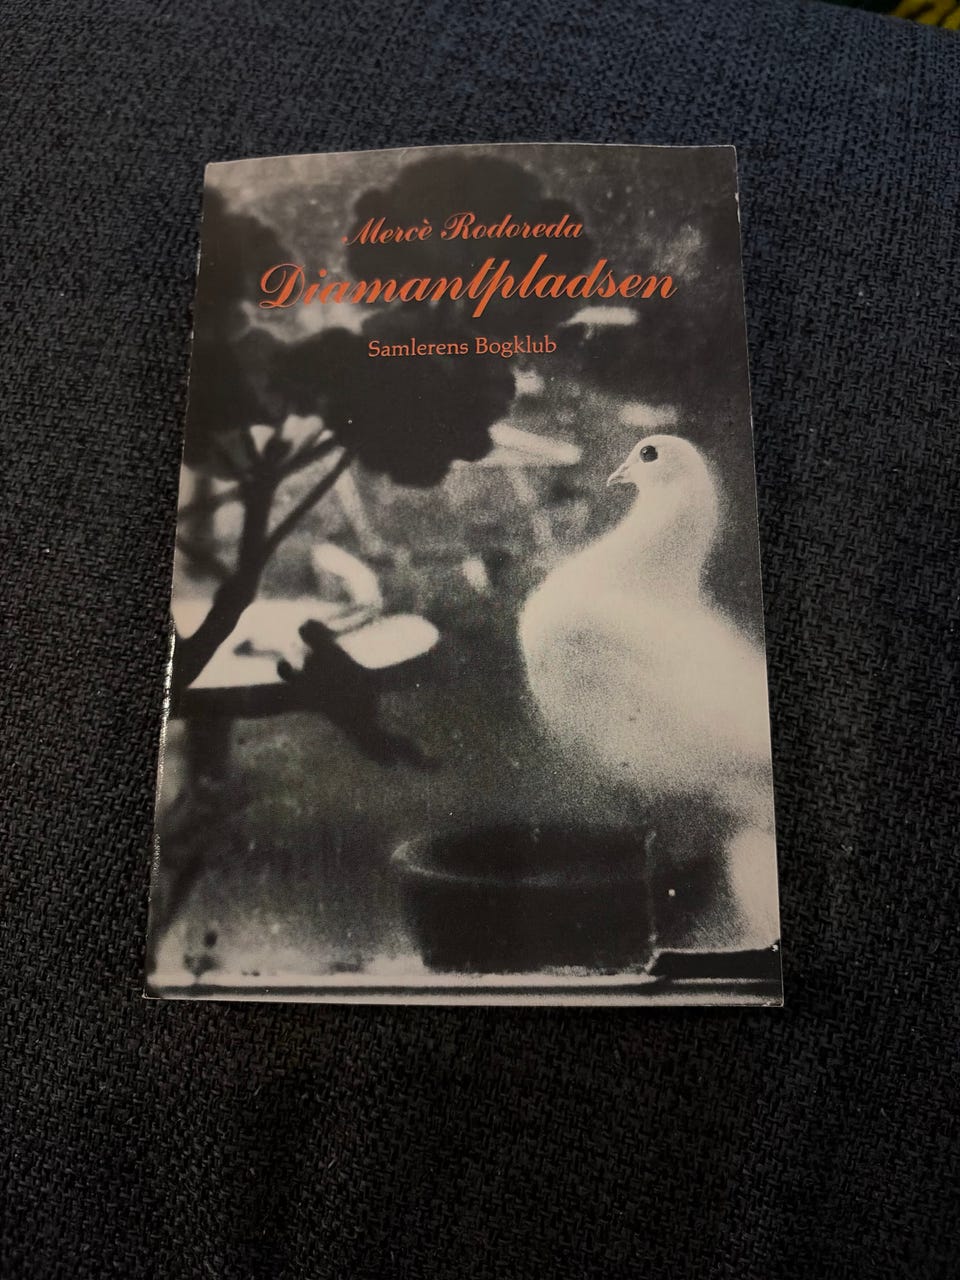 Mercè Rodoreda
Diamantpladsen
Samlerens Bogklub